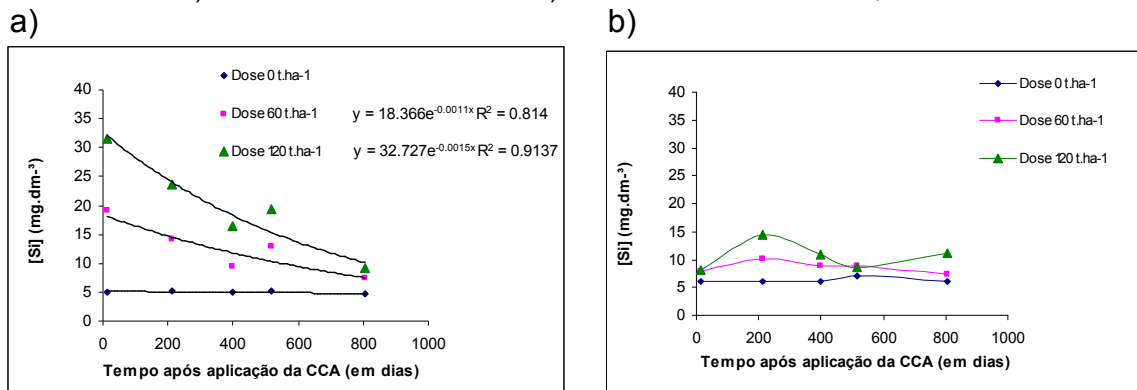 a)
b)
Dose 0 t.ha-1
Dose 60 t.ha-1 y = 18.366e^-0.0011x R² = 0.814
Dose 120 t.ha-1 y = 32.727e^-0.0015x R² = 0.9137
[Si] (mg.dm-³)
40
35
30
25
20
15
10
5
0
0 200 400 600 800 1000
Tempo após aplicação da CCA (em dias)
Dose 0 t.ha-1
Dose 60 t.ha-1
Dose 120 t.ha-1
[Si] (mg.dm-³)
40
35
30
25
20
15
10
5
0
0 200 400 600 800 1000
Tempo após aplicação da CCA (em dias)